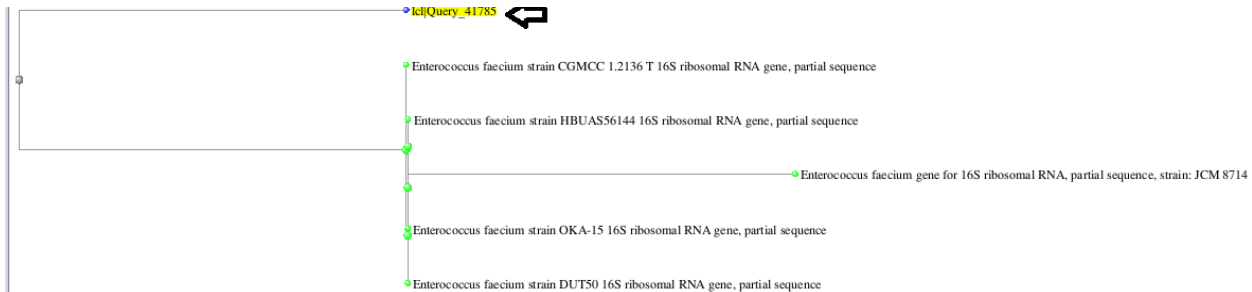 lcl|Query_41785
Enterococcus faecium strain CGMCC 1.2136 T 16S ribosomal RNA gene, partial sequence
Enterococcus faecium strain HBUAS56144 16S ribosomal RNA gene, partial sequence
Enterococcus faecium gene for 16S ribosomal RNA, partial sequence, strain: JCM 8714
Enterococcus faecium strain OKA-15 16S ribosomal RNA gene, partial sequence
Enterococcus faecium strain DUT50 16S ribosomal RNA gene, partial sequence